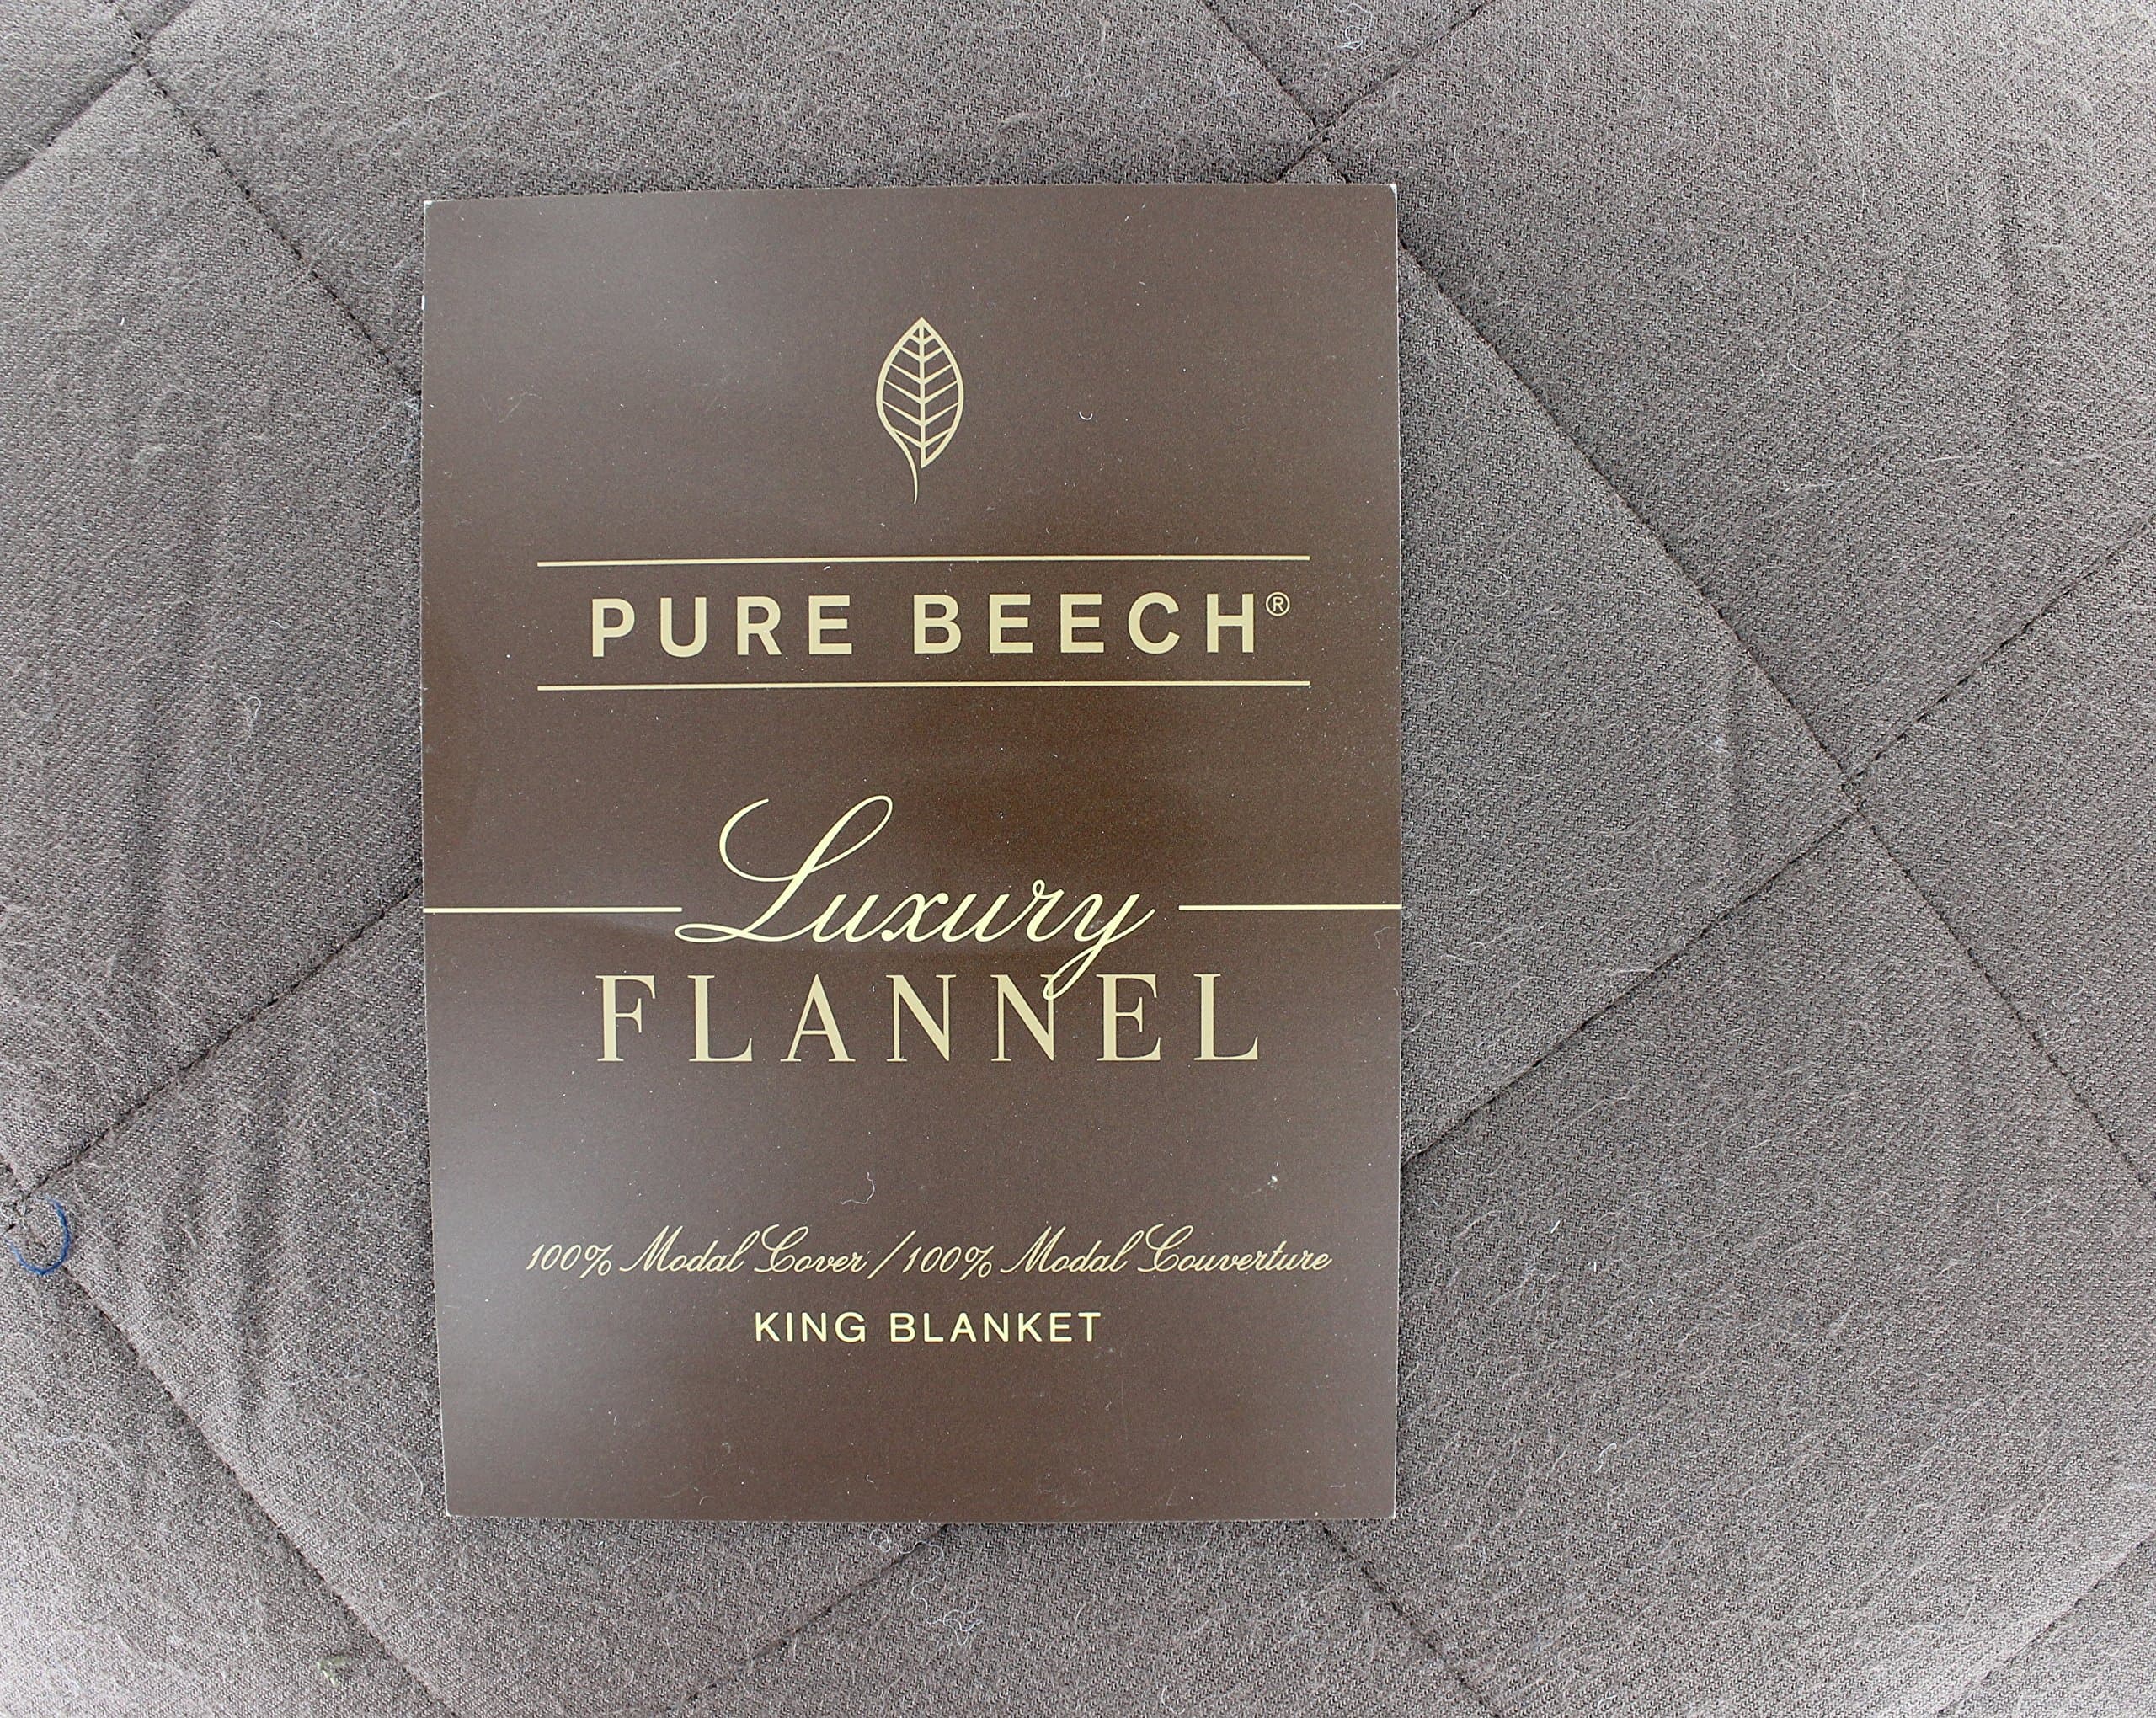 PURE BEECH®
Luxury
FLANNEL
100% Modal Cover / 100% Modal Couverture
KING BLANKET